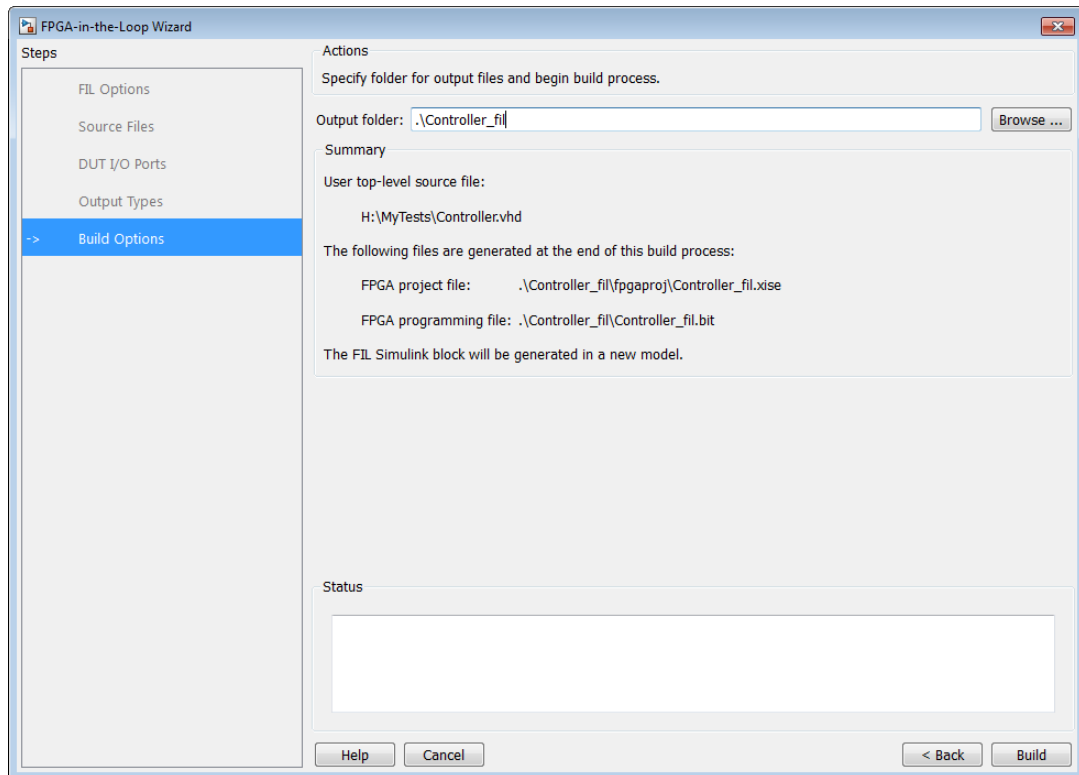 FPGA-in-the-Loop Wizard
Steps
FIL Options
Source Files
DUT I/O Ports
Output Types
-> Build Options
Actions
Specify folder for output files and begin build process.
Output folder: .\Controller_fil Browse ...
Summary
User top-level source file:
H:\MyTests\Controller.vhd
The following files are generated at the end of this build process:
FPGA project file: .\Controller_fil\fpgaproj\Controller_fil.xise
FPGA programming file: .\Controller_fil\Controller_fil.bit
The FIL Simulink block will be generated in a new model.
Status
Help Cancel < Back Build